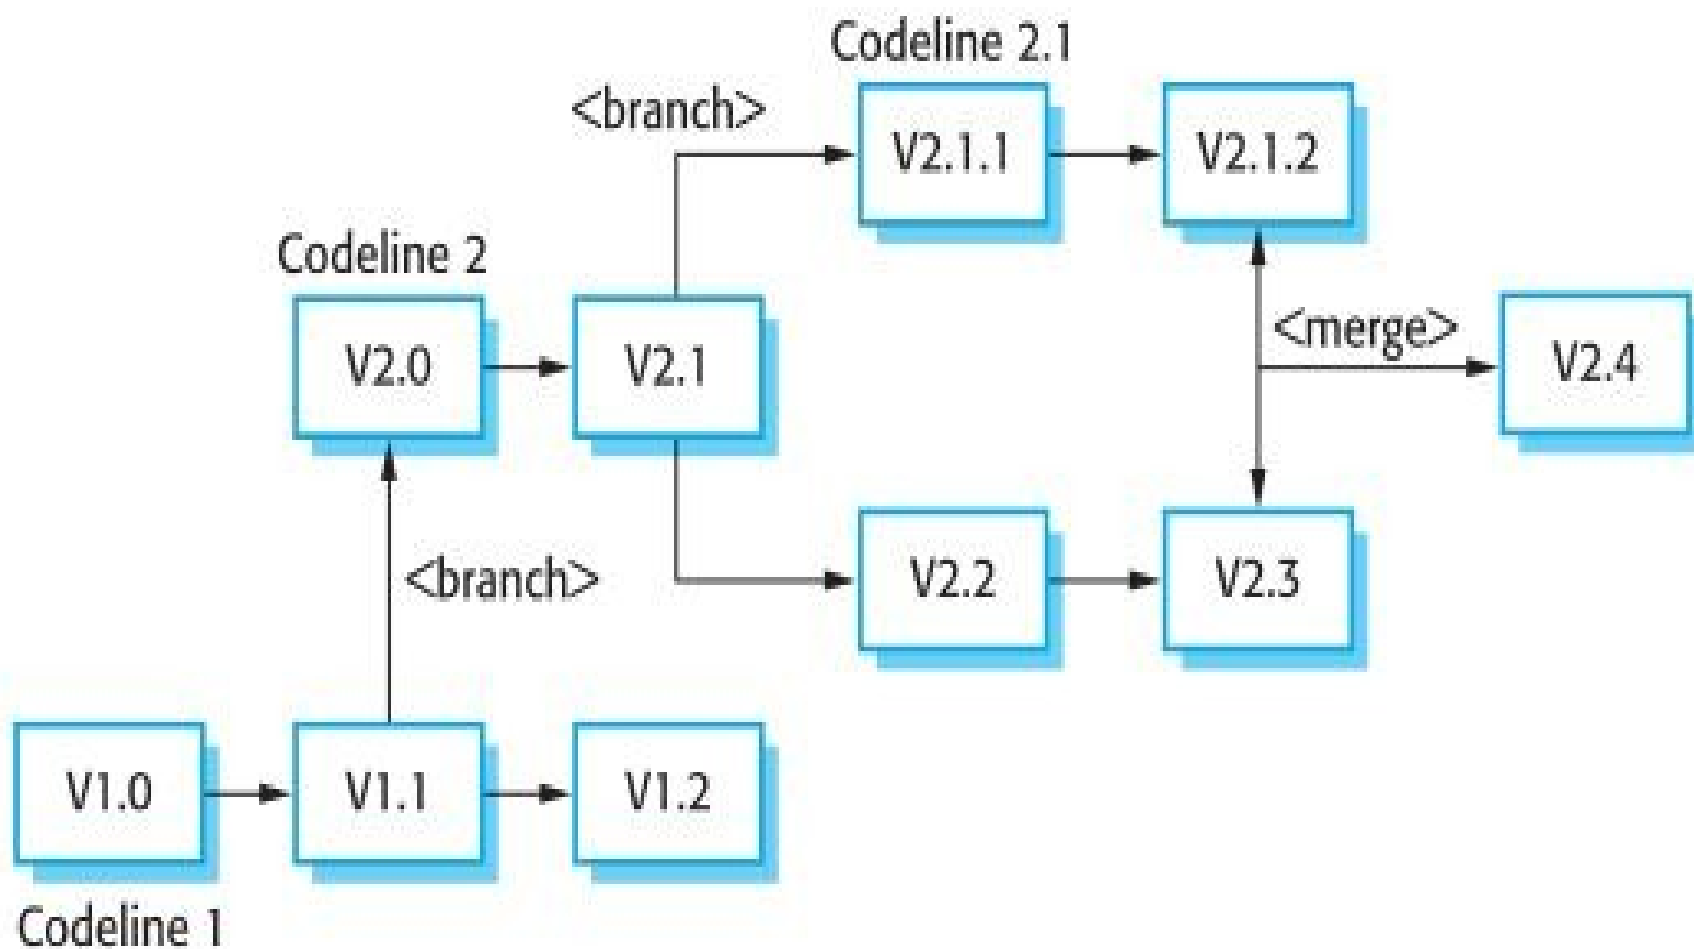 Codeline 2.1
<branch>
V2.1.1
V2.1.2
Codeline 2
V2.0
V2.1
<merge>
V2.4
<branch>
V2.2
V2.3
V1.0
V1.1
V1.2
Codeline 1